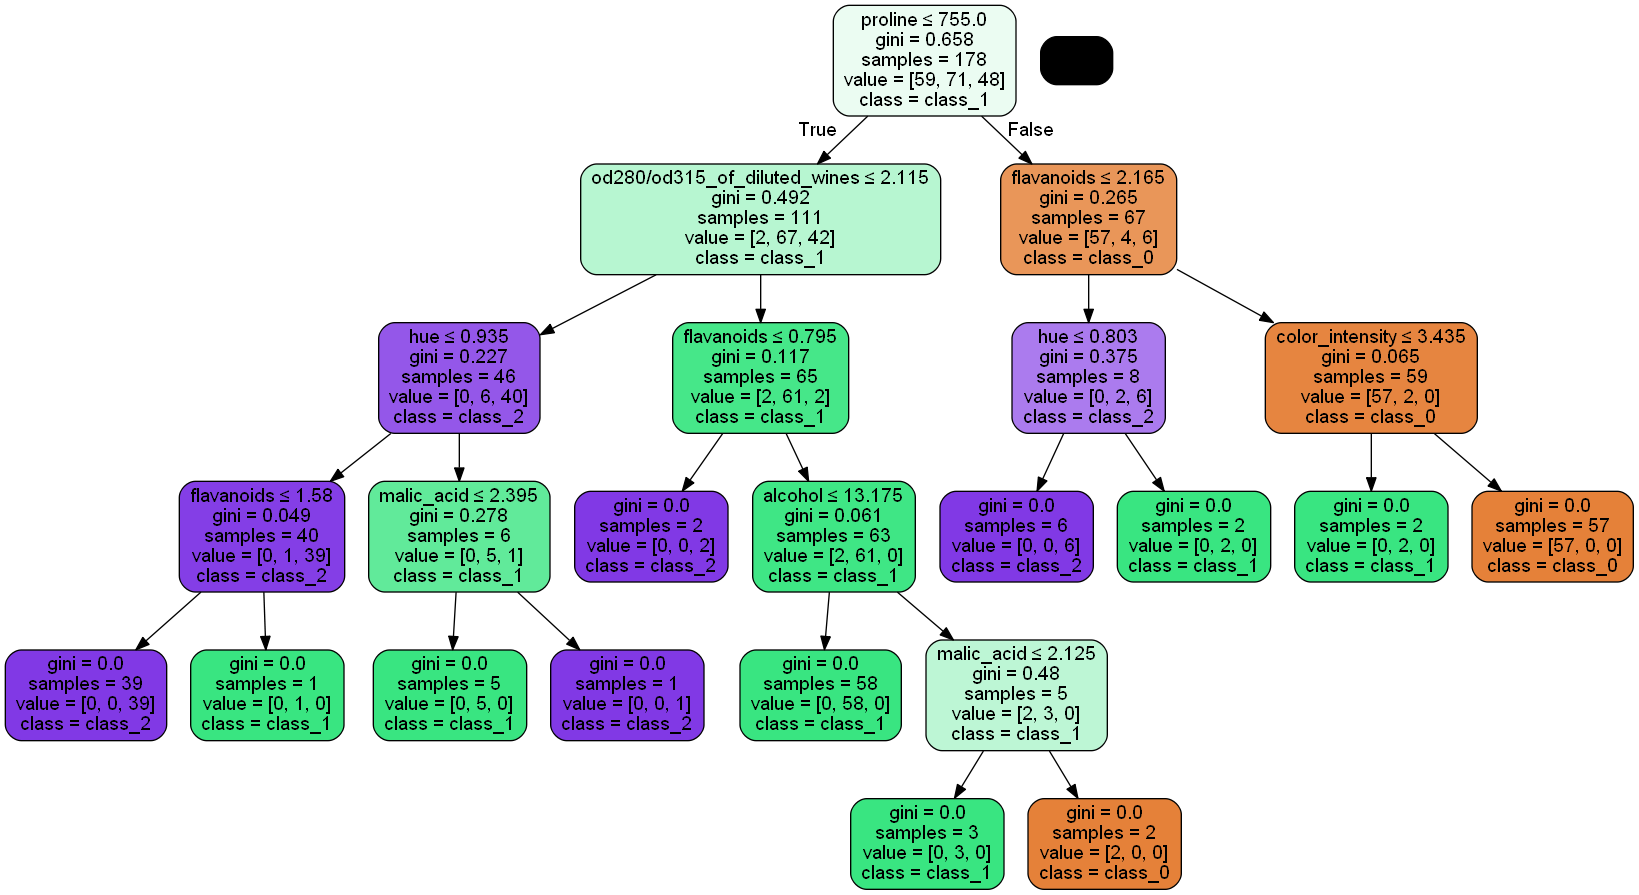 proline ≤ 755.0
gini = 0.658
samples = 178
value = [59, 71, 48]
class = class_1
True
False
od280/od315_of_diluted_wines ≤ 2.115
gini = 0.492
samples = 111
value = [2, 67, 42]
class = class_1
flavanoids ≤ 2.165
gini = 0.265
samples = 67
value = [57, 4, 6]
class = class_0
hue ≤ 0.935
gini = 0.227
samples = 46
value = [0, 6, 40]
class = class_2
flavanoids ≤ 0.795
gini = 0.117
samples = 65
value = [2, 61, 2]
class = class_1
hue ≤ 0.803
gini = 0.375
samples = 8
value = [0, 2, 6]
class = class_2
color_intensity ≤ 3.435
gini = 0.065
samples = 59
value = [57, 2, 0]
class = class_0
flavanoids ≤ 1.58
gini = 0.049
samples = 40
value = [0, 1, 39]
class = class_2
malic_acid ≤ 2.395
gini = 0.278
samples = 6
value = [0, 5, 1]
class = class_1
gini = 0.0
samples = 2
value = [0, 0, 2]
class = class_2
alcohol ≤ 13.175
gini = 0.061
samples = 63
value = [2, 61, 0]
class = class_1
gini = 0.0
samples = 6
value = [0, 0, 6]
class = class_2
gini = 0.0
samples = 2
value = [0, 2, 0]
class = class_1
gini = 0.0
samples = 2
value = [0, 2, 0]
class = class_1
gini = 0.0
samples = 57
value = [57, 0, 0]
class = class_0
gini = 0.0
samples = 39
value = [0, 0, 39]
class = class_2
gini = 0.0
samples = 1
value = [0, 1, 0]
class = class_1
gini = 0.0
samples = 5
value = [0, 5, 0]
class = class_1
gini = 0.0
samples = 1
value = [0, 0, 1]
class = class_2
gini = 0.0
samples = 58
value = [0, 58, 0]
class = class_1
malic_acid ≤ 2.125
gini = 0.48
samples = 5
value = [2, 3, 0]
class = class_1
gini = 0.0
samples = 3
value = [0, 3, 0]
class = class_1
gini = 0.0
samples = 2
value = [2, 0, 0]
class = class_0